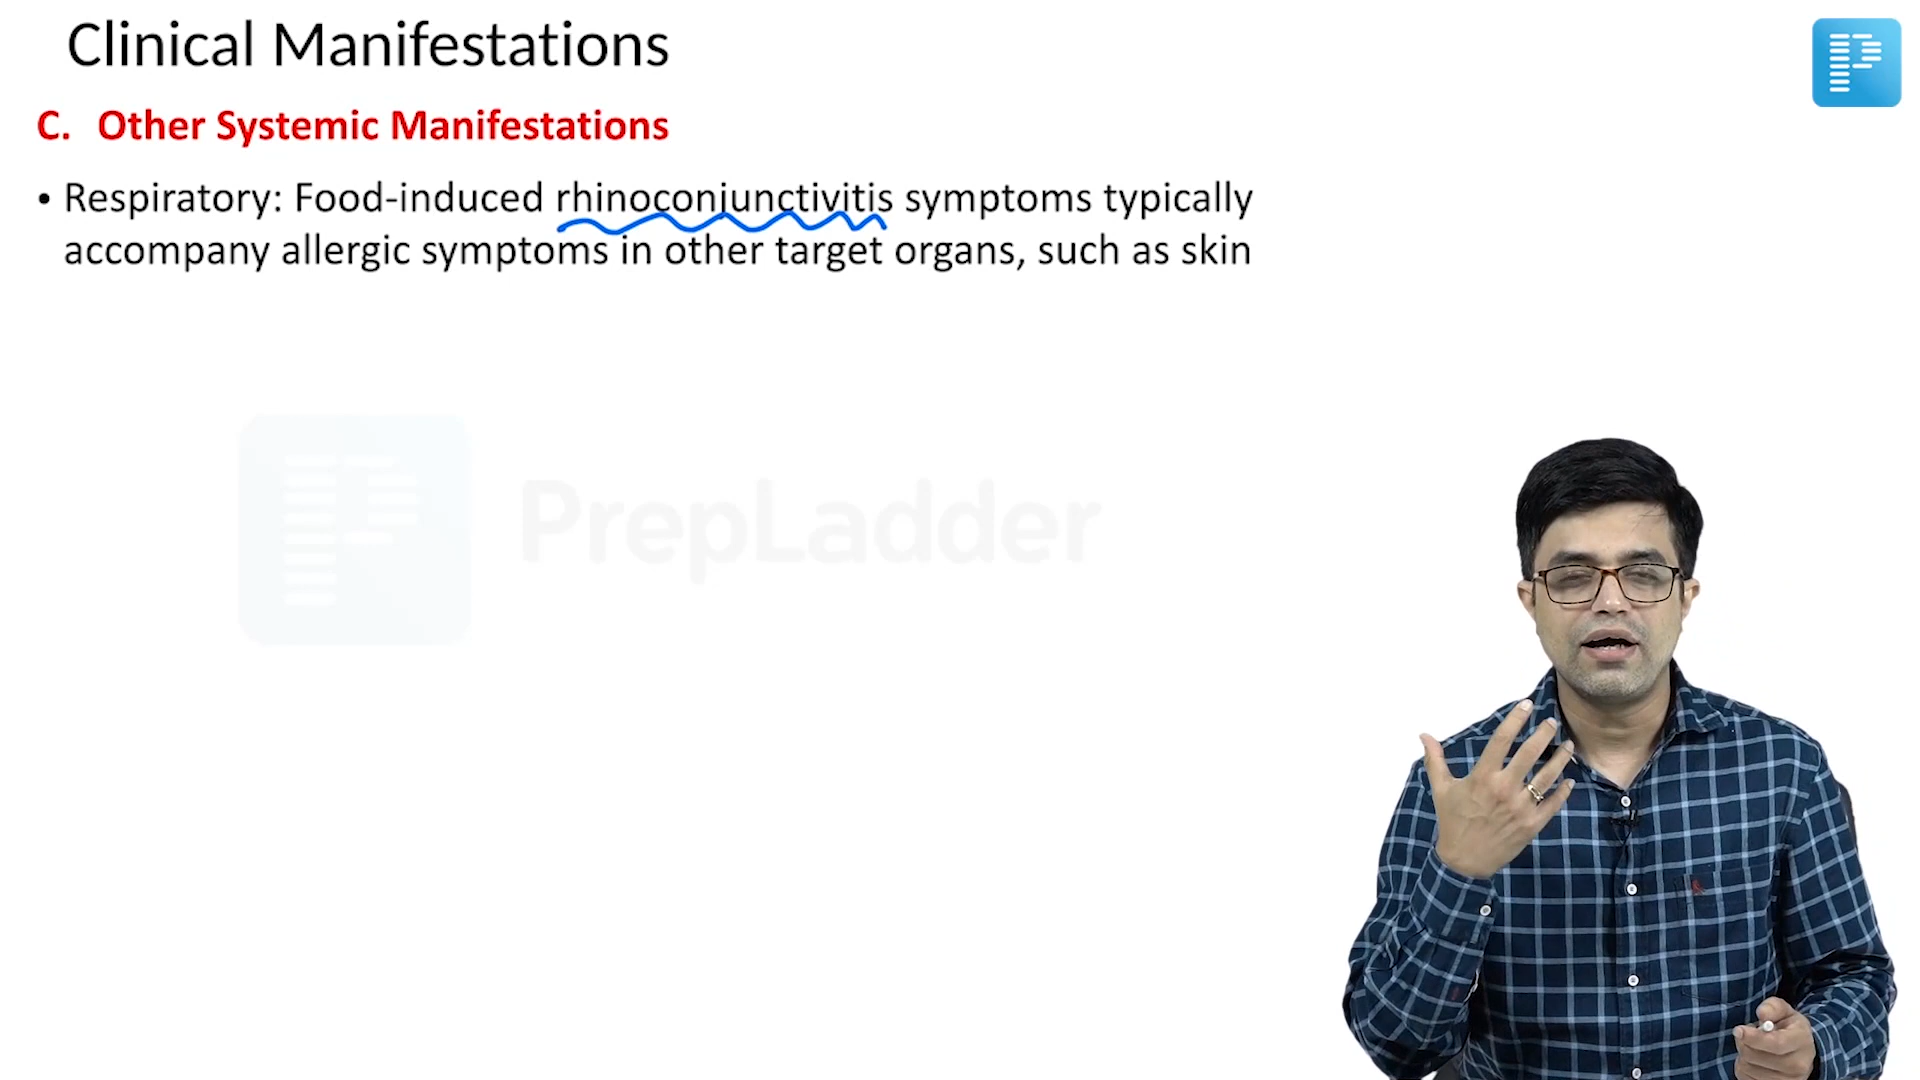 Clinical Manifestations
C. Other Systemic Manifestations
• Respiratory: Food-induced rhinoconjunctivitis symptoms typically
accompany allergic symptoms in other target organs, such as skin
PrepLadder